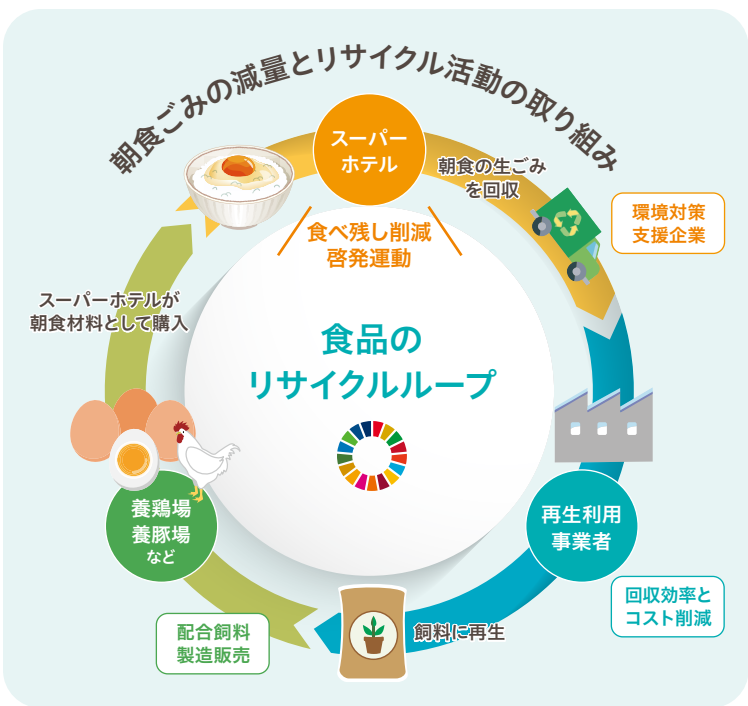 朝食ごみの減量とリサイクル活動の取り組み
スーパー
ホテル
食べ残し削減
啓発運動
朝食の生ごみ
を回収
環境対策
支援企業
再生利用
事業者
回収効率と
コスト削減
飼料に再生
配合飼料
製造販売
養鶏場
養豚場
など
スーパーホテルが
朝食材料として購入
食品の
リサイクルループ